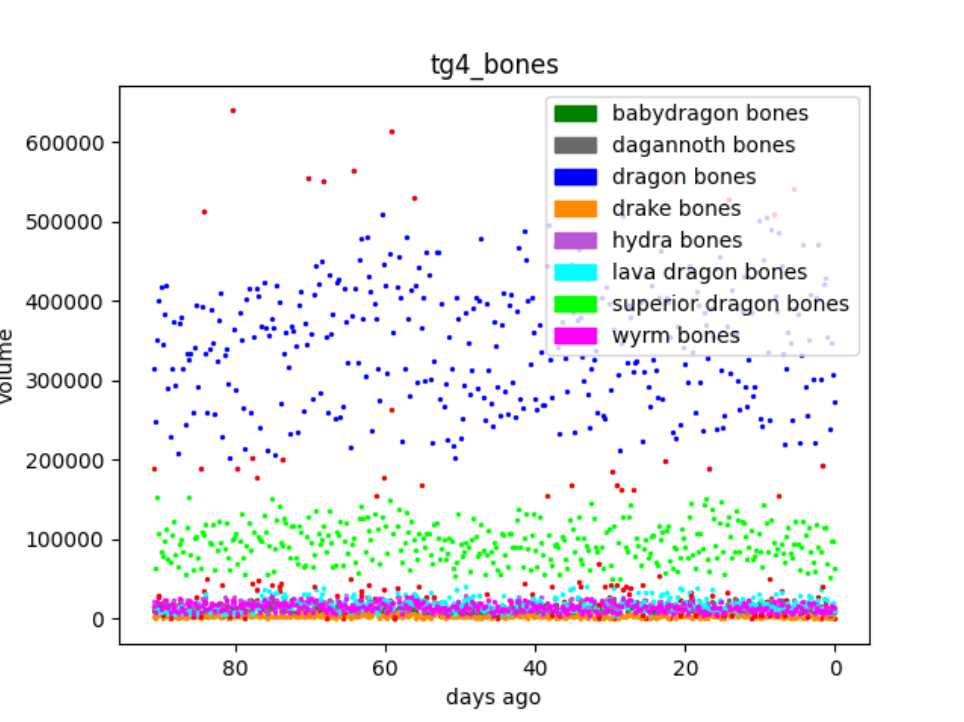 tg4_bones
600000
500000
400000
300000
200000
100000
0
volume
babydragon bones
dagannoth bones
dragon bones
drake bones
hydra bones
lava dragon bones
superior dragon bones
wyrm bones
80
60
40
20
0
days ago